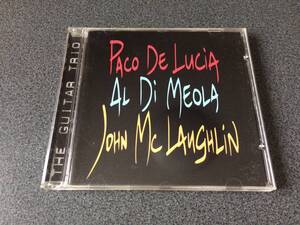 PACO DE LUCIA
AL DI MEOLA
JOHN MC LAUGHLIN
THE GUITAR TRIO